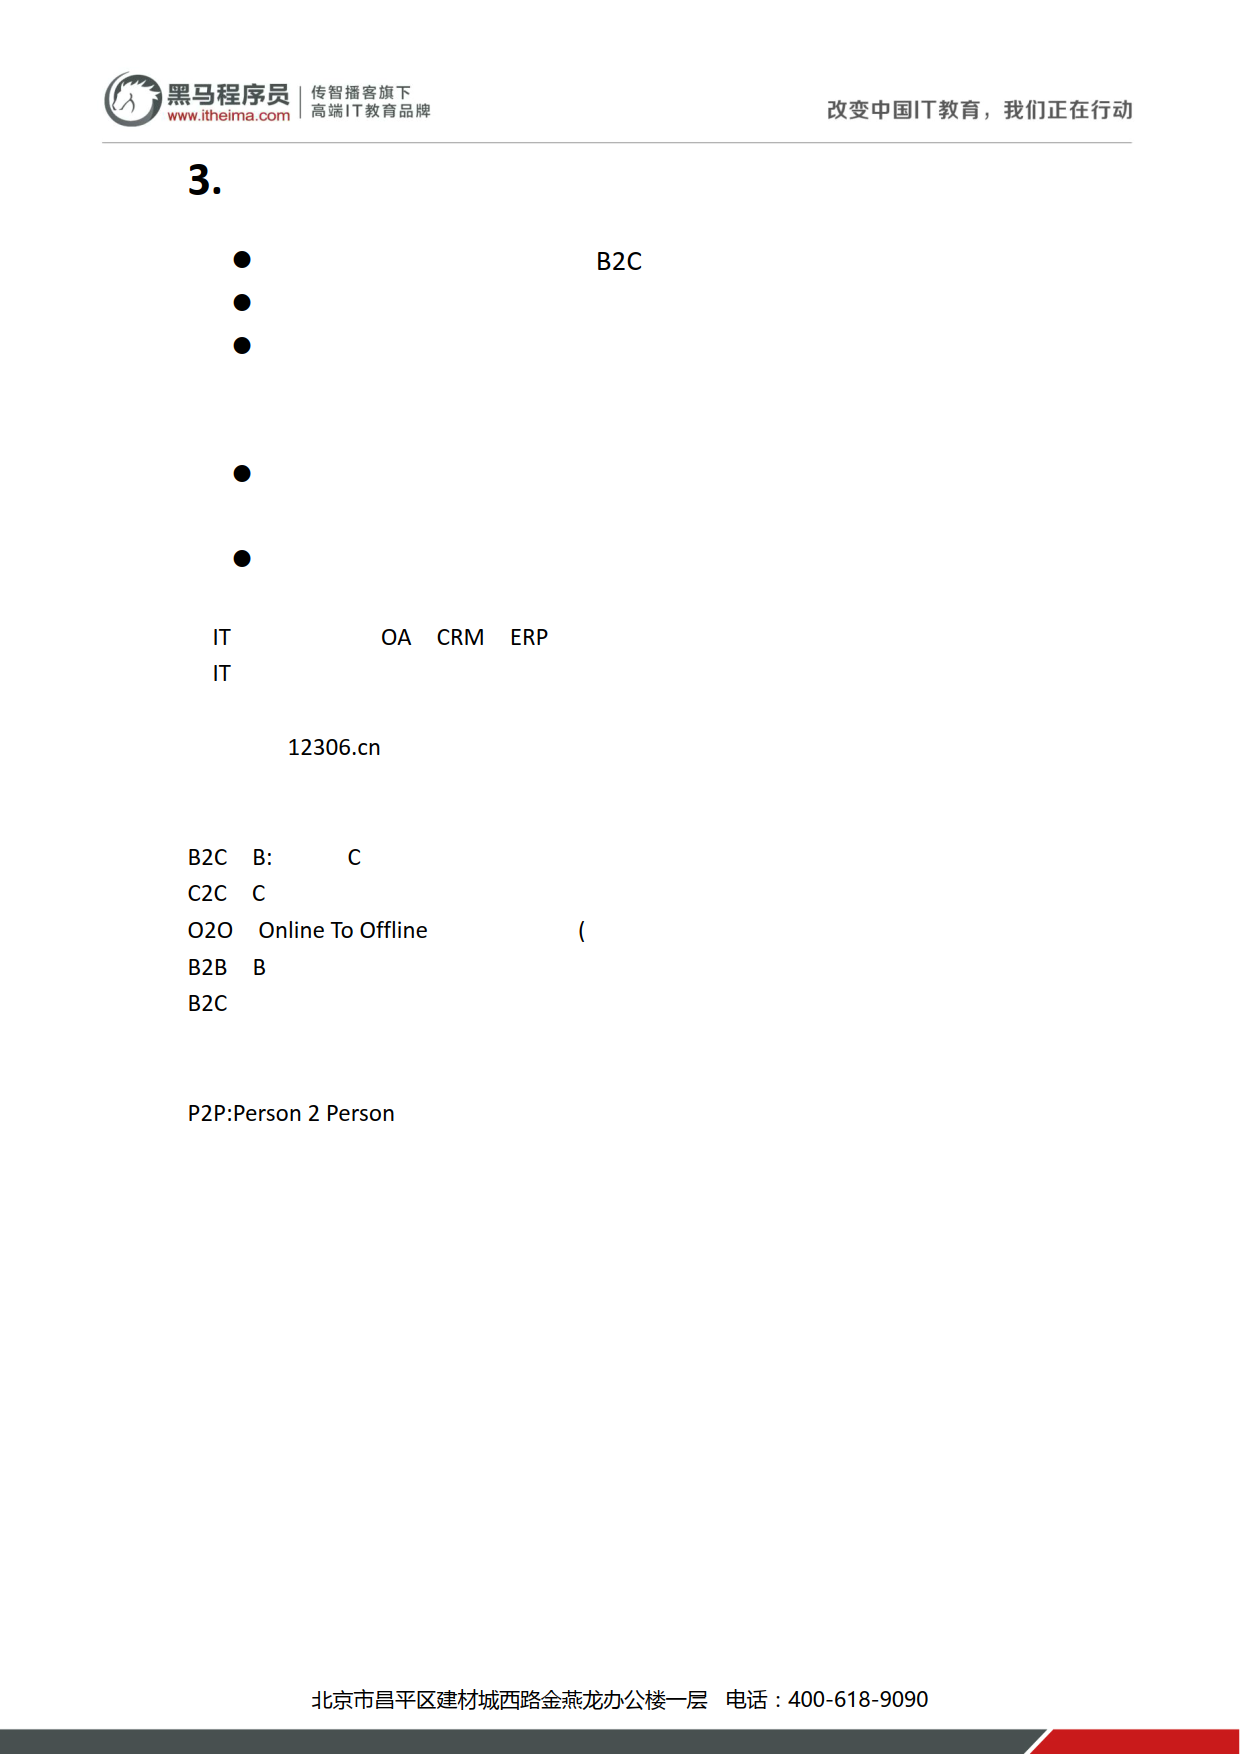 黑马程序员
www.itheima.com
传智播客旗下
高端IT教育品牌
改变中国IT教育，我们正在行动
3.
● B2C
●
●
●
●
IT OA CRM ERP
IT
12306.cn
B2C B: C
C2C C
O2O Online To Offline (
B2B B
B2C
P2P:Person 2 Person
北京市昌平区建材城西路金燕龙办公楼一层 电话：400-618-9090